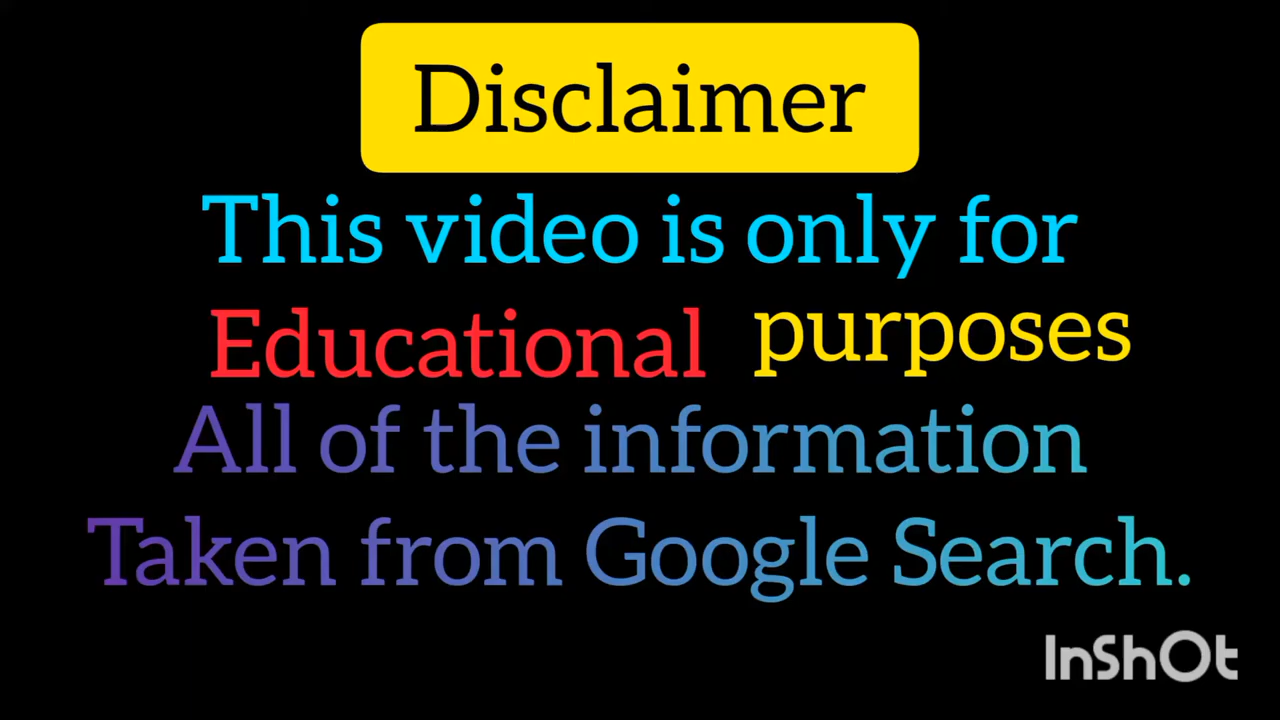 Disclaimer
This video is only for
Educational purposes
All of the information
Taken from Google Search.
InShOt